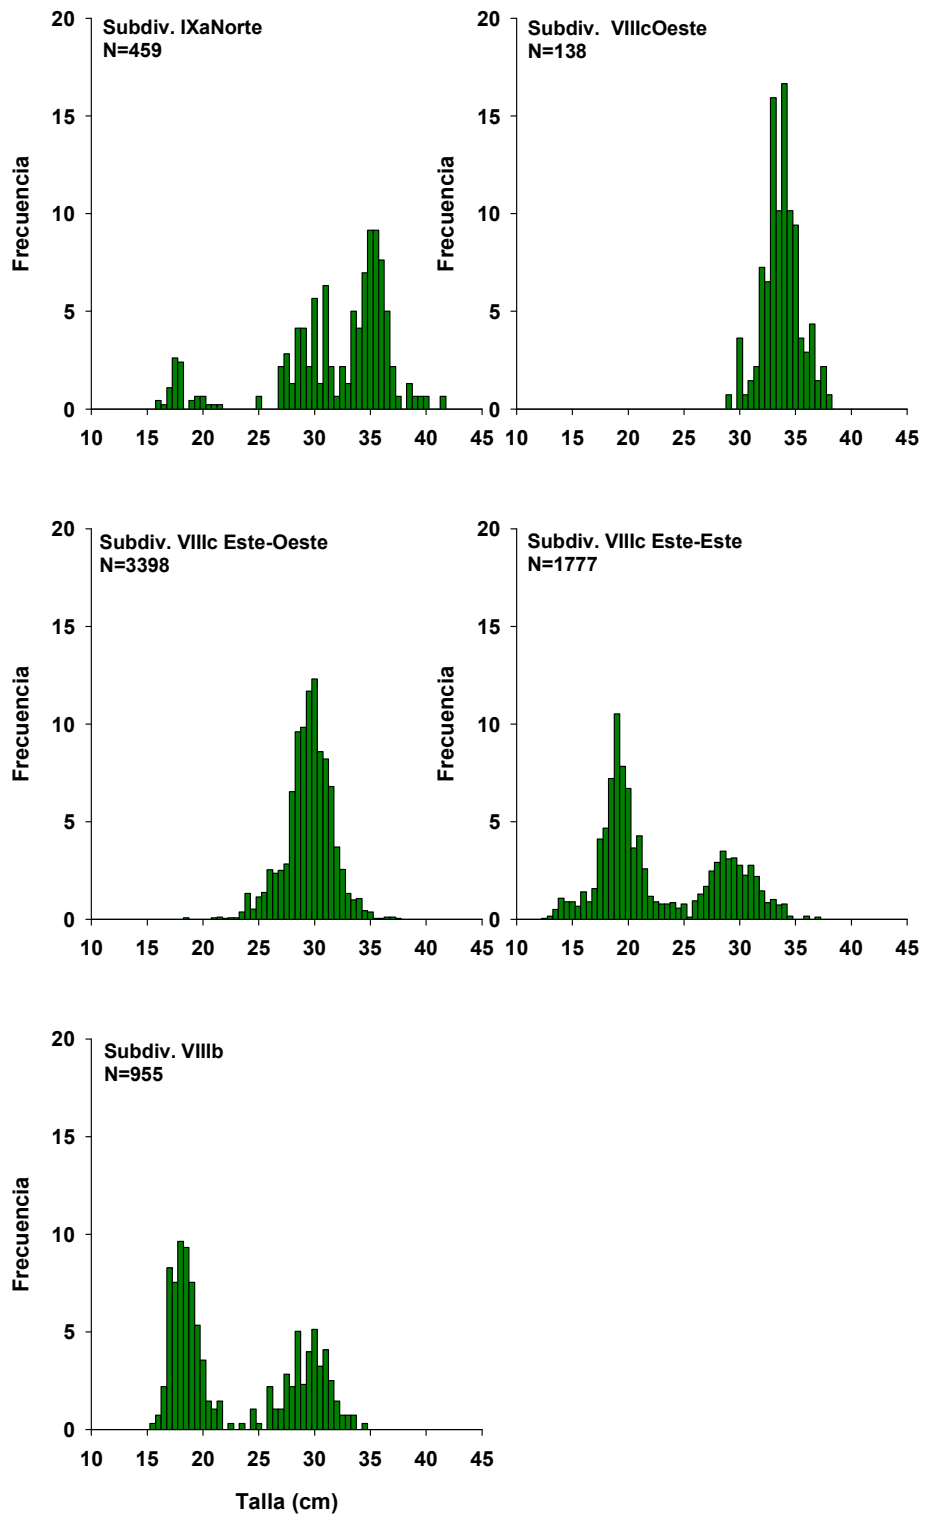 Subdiv. IXaNorte
N=459
Frecuencia
20
15
10
5
0
10 15 20 25 30 35 40 45
Subdiv. VIIIcOeste
N=138
Frecuencia
20
15
10
5
0
10 15 20 25 30 35 40 45
Subdiv. VIIIc Este-Oeste
N=3398
Frecuencia
20
15
10
5
0
10 15 20 25 30 35 40 45
Subdiv. VIIIc Este-Este
N=1777
Frecuencia
20
15
10
5
0
10 15 20 25 30 35 40 45
Subdiv. VIIIb
N=955
Frecuencia
20
15
10
5
0
10 15 20 25 30 35 40 45
Talla (cm)